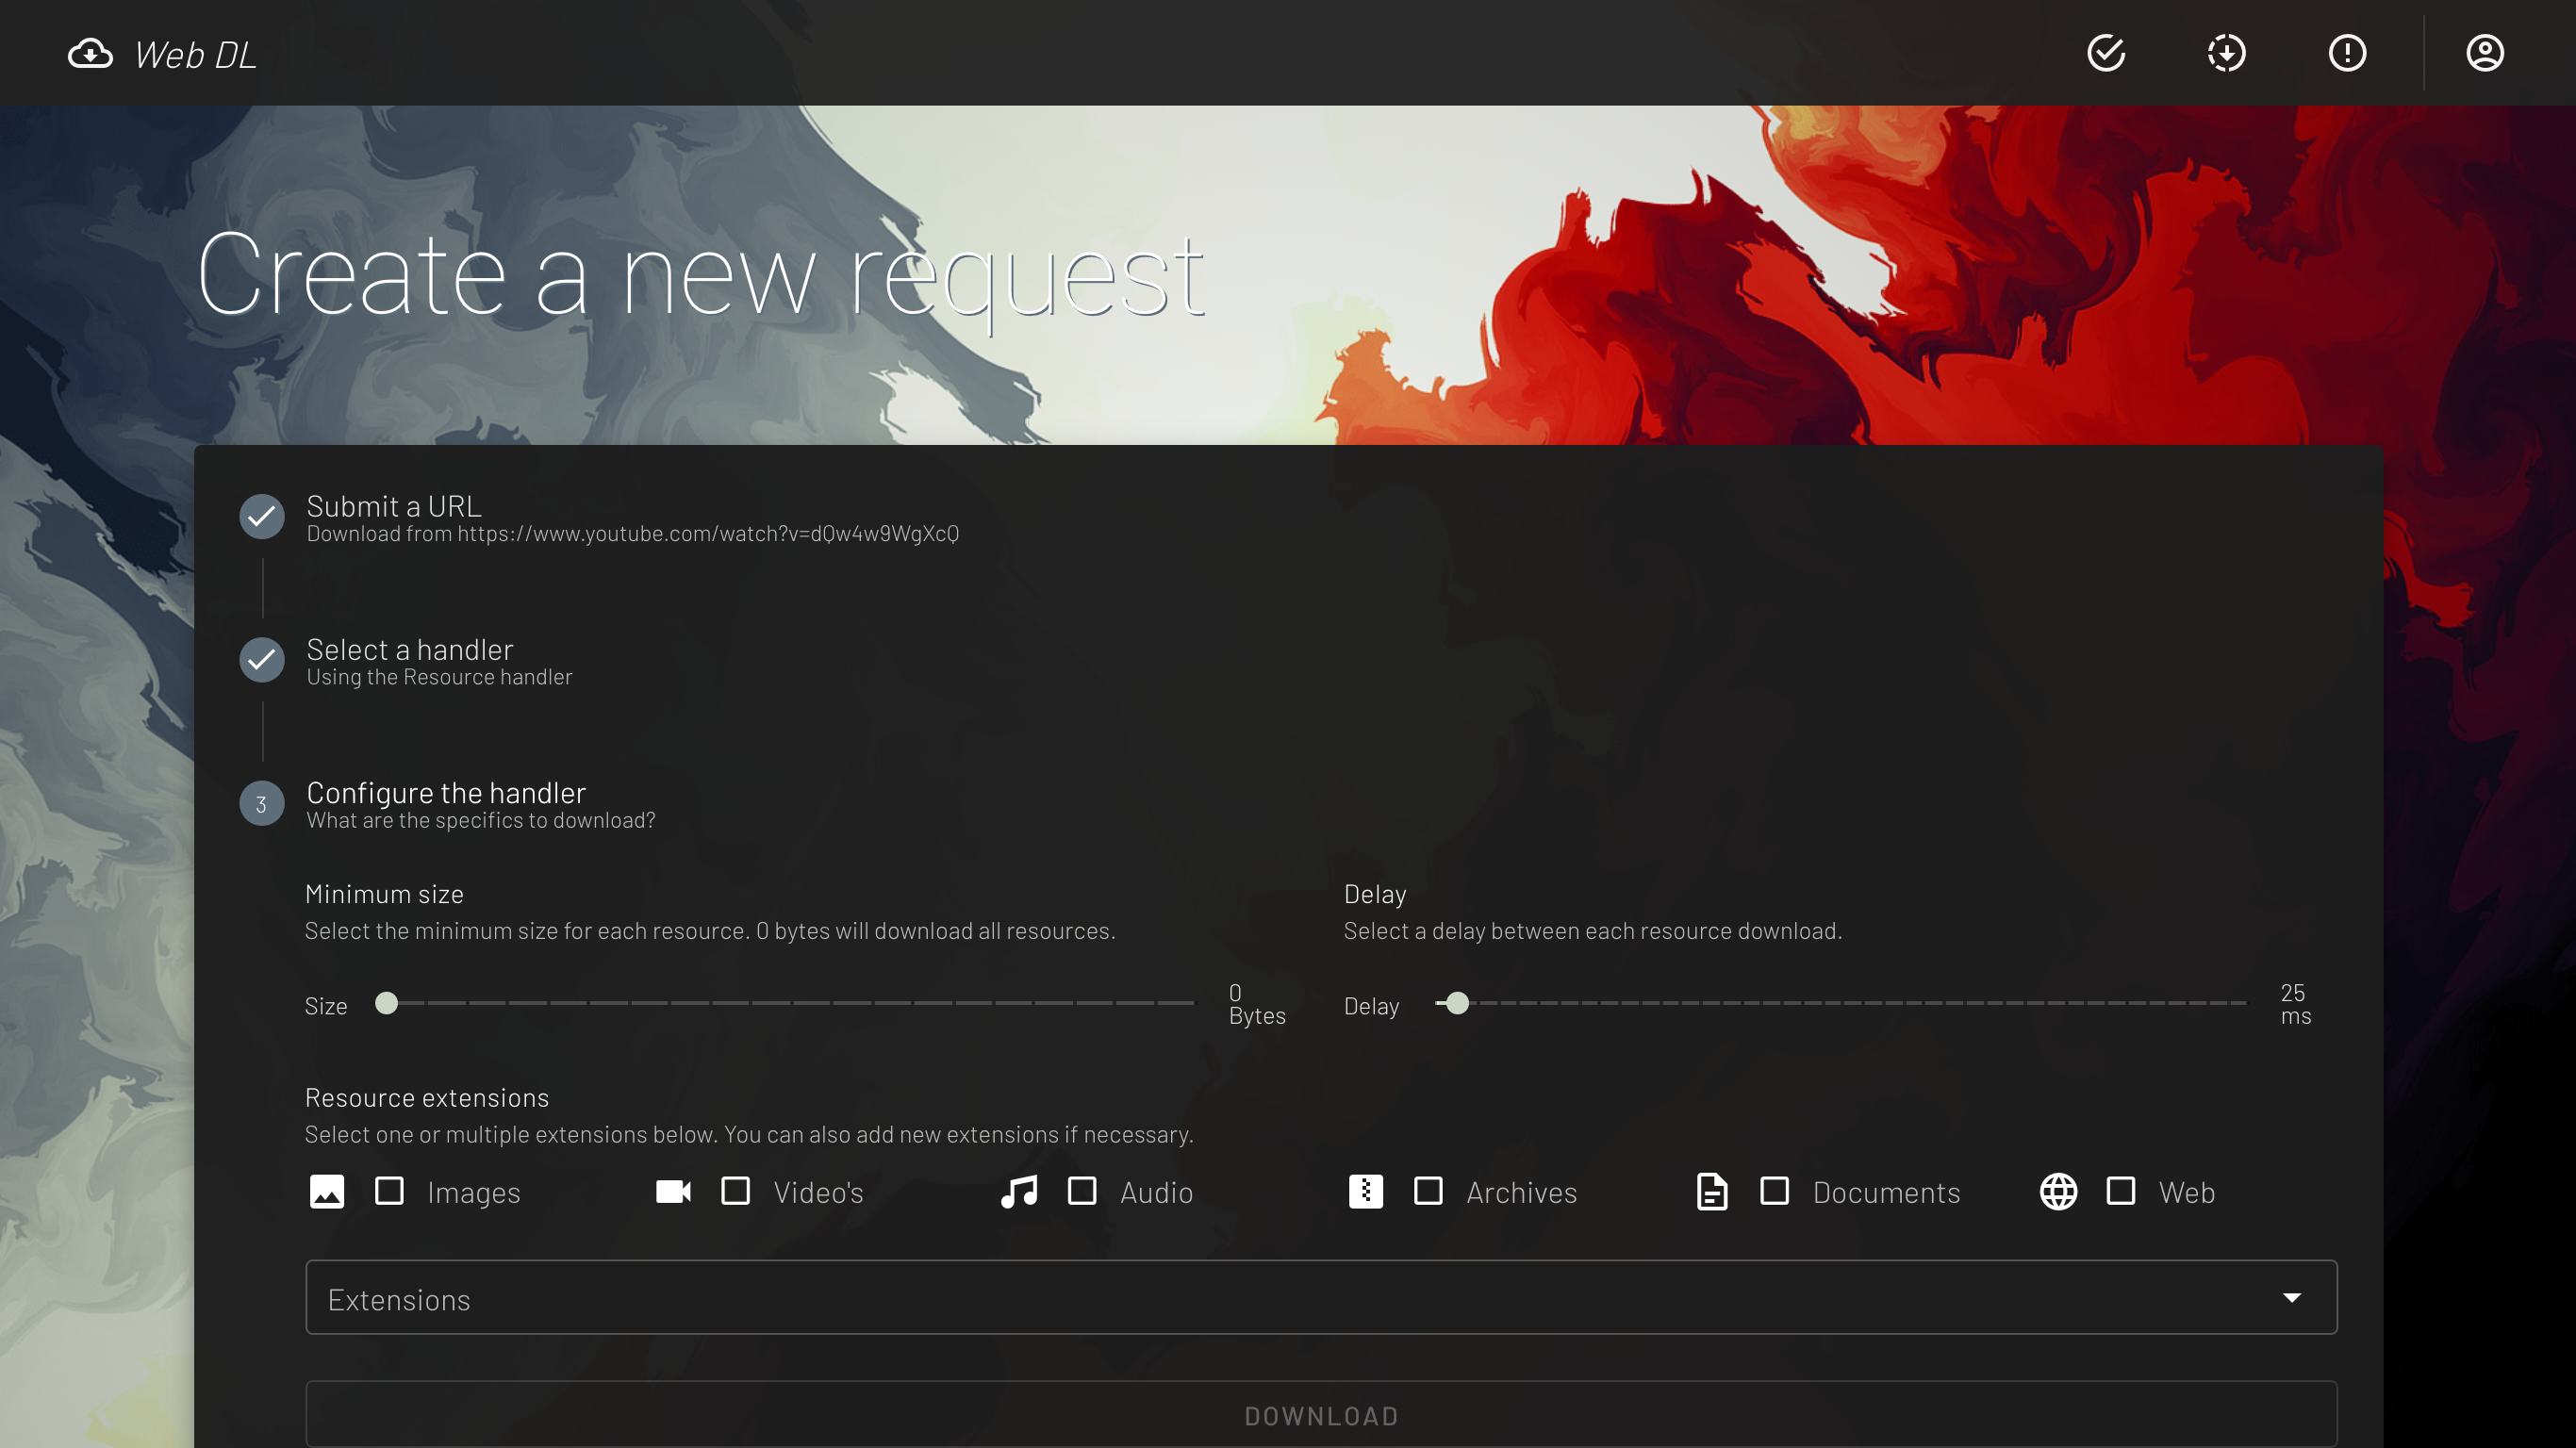 Web DL
Create a new request
Submit a URL
Download from https://www.youtube.com/watch?v=dQw4w9WgXcQ
Select a handler
Using the Resource handler
3
Configure the handler
What are the specifics to download?
Minimum size
Select the minimum size for each resource. 0 bytes will download all resources.
Size
0
Bytes
Delay
Select a delay between each resource download.
Delay
25
ms
Resource extensions
Select one or multiple extensions below. You can also add new extensions if necessary.
Images Video's Audio Archives Documents Web
Extensions
DOWNLOAD